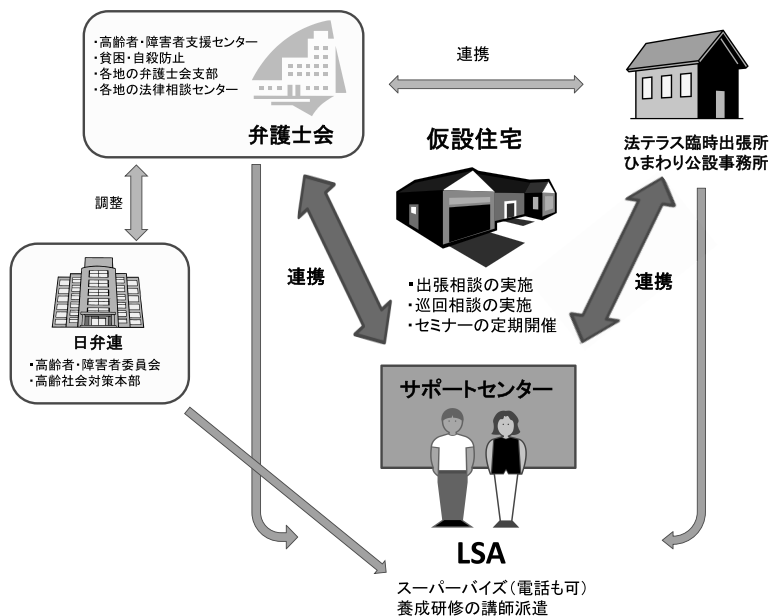 ・高齢者・障害者支援センター
・貧困・自殺防止
・各地の弁護士会支部
・各地の法律相談センター
弁護士会
連携
法テラス臨時出張所
ひまわり公設事務所
仮設住宅
調整
・出張相談の実施
・巡回相談の実施
・セミナーの定期開催
連携
連携
日弁連
・高齢者・障害者委員会
・高齢社会対策本部
サポートセンター
LSA
スーパーバイズ（電話も可）
養成研修の講師派遣